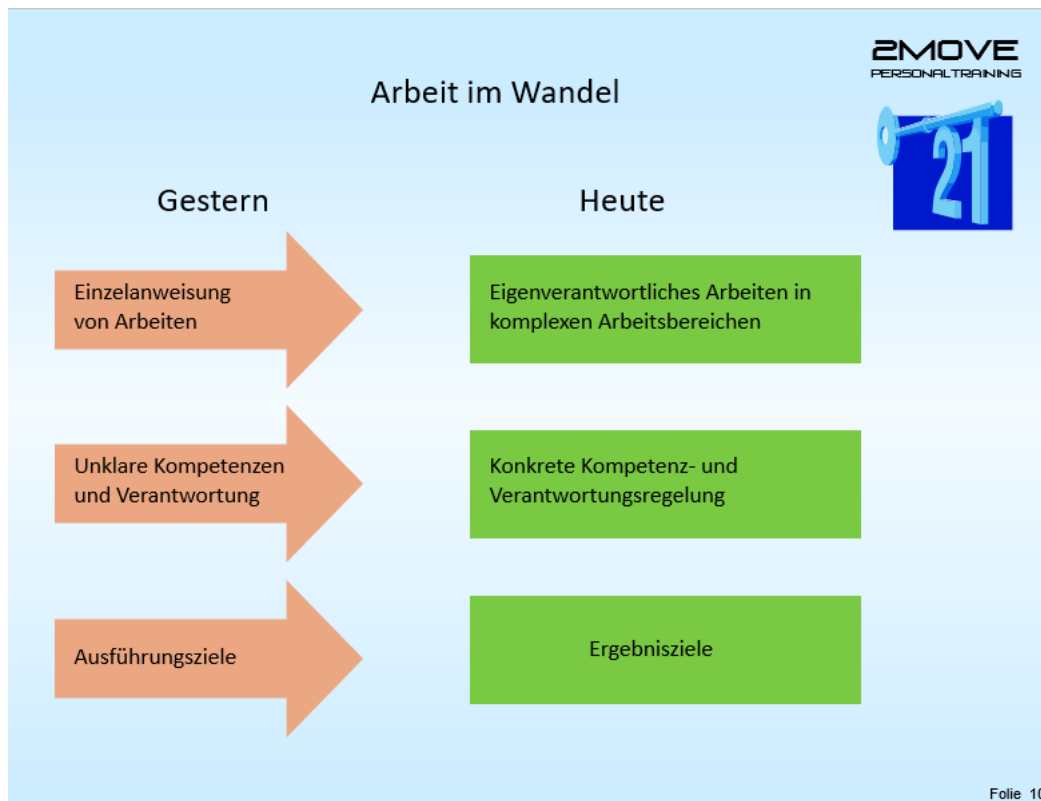 2MOVE
PERSONALTRAINING
Arbeit im Wandel
21
Gestern
Heute
Einzelanweisung
von Arbeiten
Eigenverantwortliches Arbeiten in
komplexen Arbeitsbereichen
Unklare Kompetenzen
und Verantwortung
Konkrete Kompetenz- und
Verantwortungsregelung
Ausführungsziele
Ergebnisziele
Folie 10